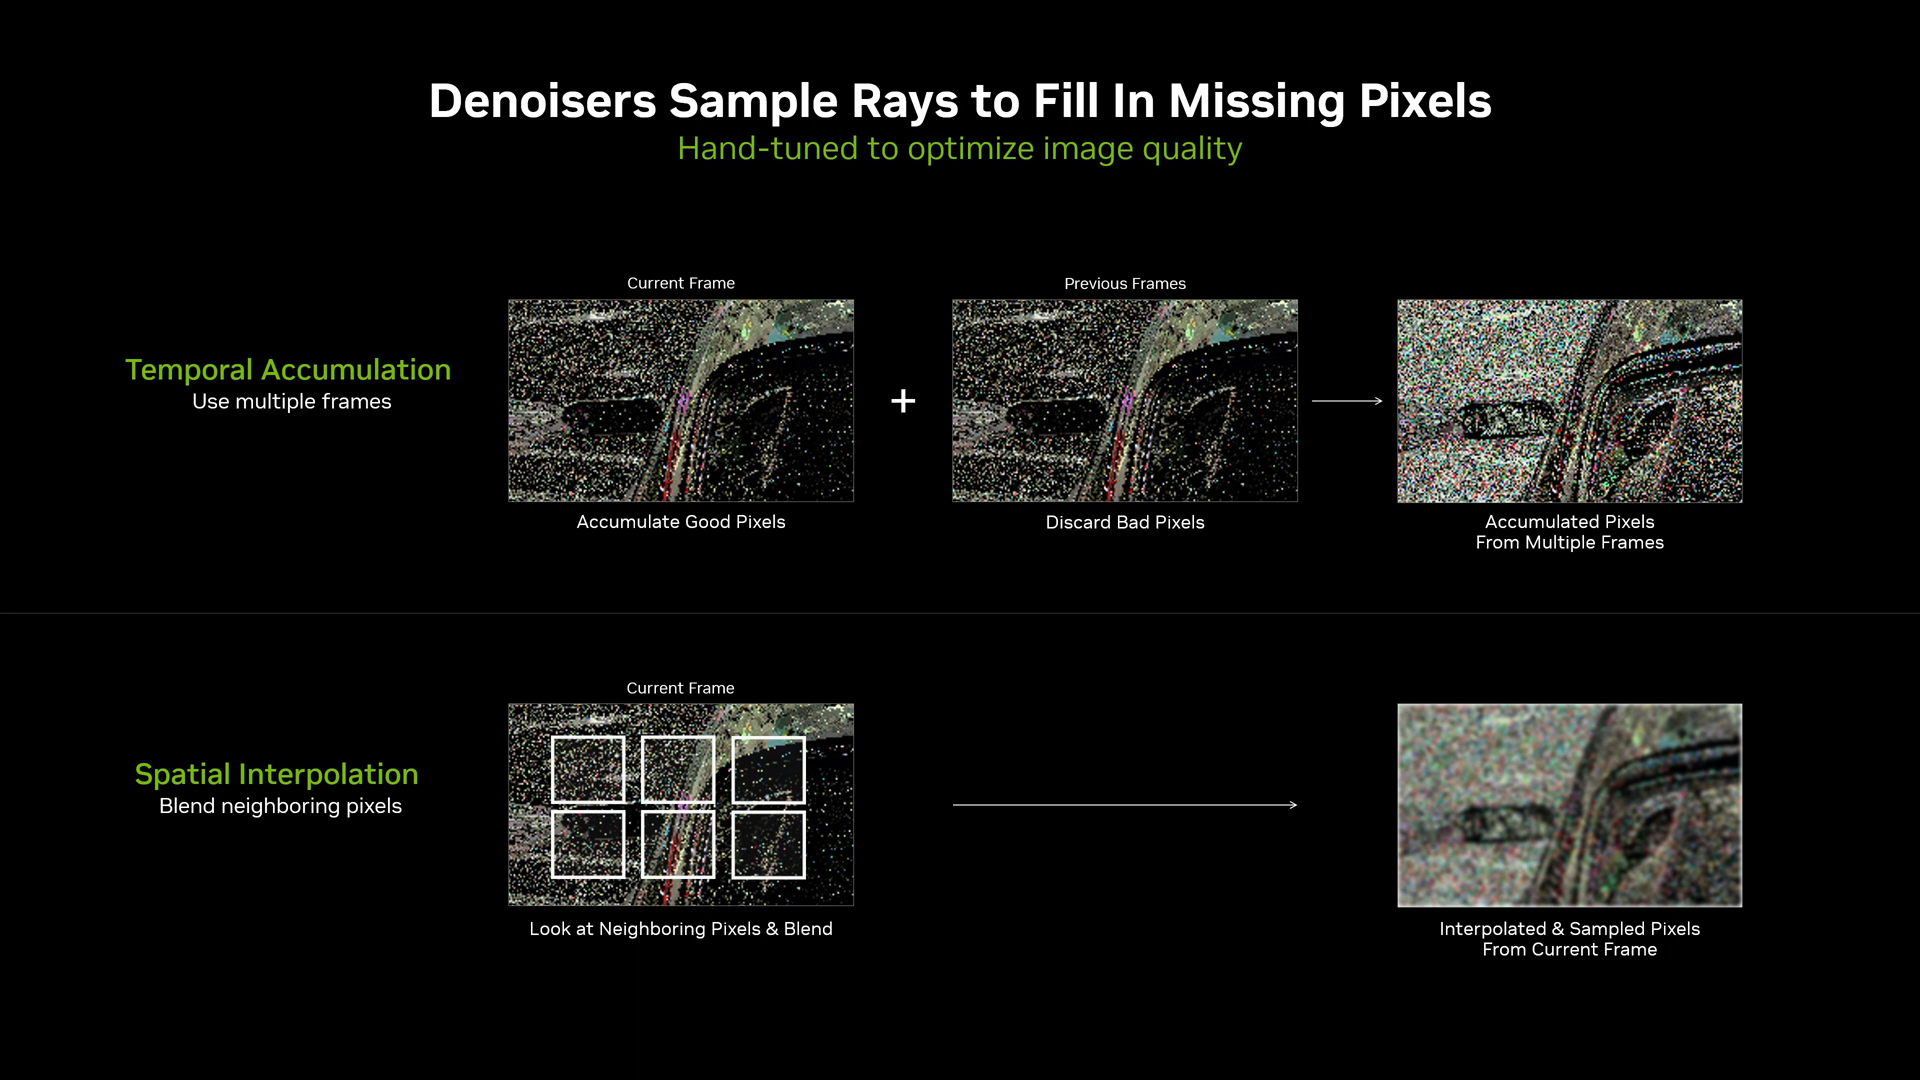 Denoisers Sample Rays to Fill In Missing Pixels
Hand-tuned to optimize image quality
Temporal Accumulation
Use multiple frames
Current Frame
Accumulate Good Pixels
+
Previous Frames
Discard Bad Pixels
Accumulated Pixels
From Multiple Frames
Spatial Interpolation
Blend neighboring pixels
Current Frame
Look at Neighboring Pixels & Blend
Interpolated & Sampled Pixels
From Current Frame